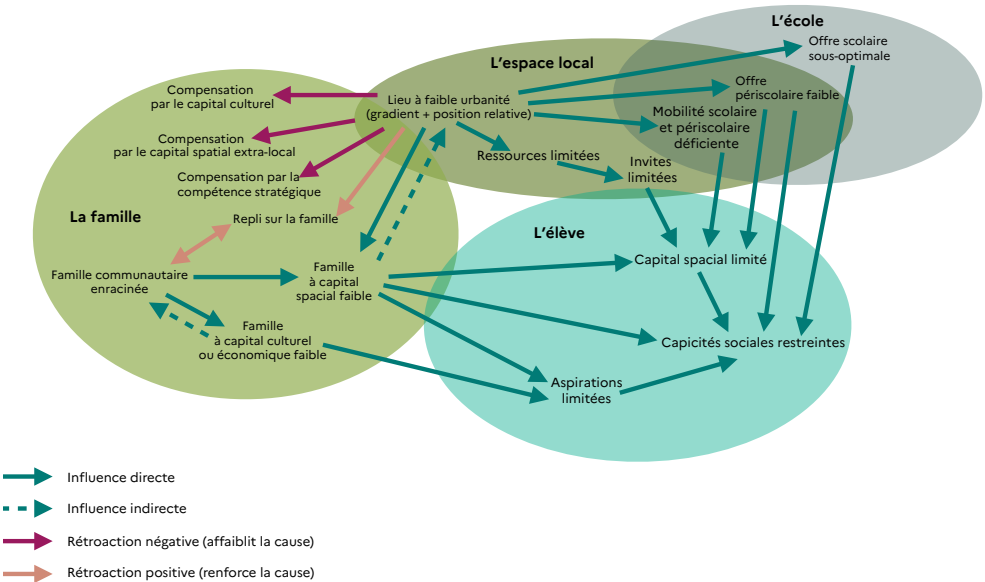 L'école
Offre scolaire
sous-optimale
L'espace local
Offre
périscolaire faible
Compensation
par le capital culturel
Lieu à faible urbanité
(gradient + position relative)
Mobilité scolaire
et périscolaire
déficiente
Compensation
par le capital spatial extra-local
Ressources limitées
Invites
limitées
Compensation par la
compétence stratégique
La famille
Repli sur la famille
L'élève
Famille communautaire
enracinée
Famille
à capital
spacial faible
Capital spacial limité
Famille
à capital culturel
ou économique faible
Capicités sociales restreintes
Aspirations
limitées
Influence directe
Influence indirecte
Rétroaction négative (affaiblit la cause)
Rétroaction positive (renforce la cause)